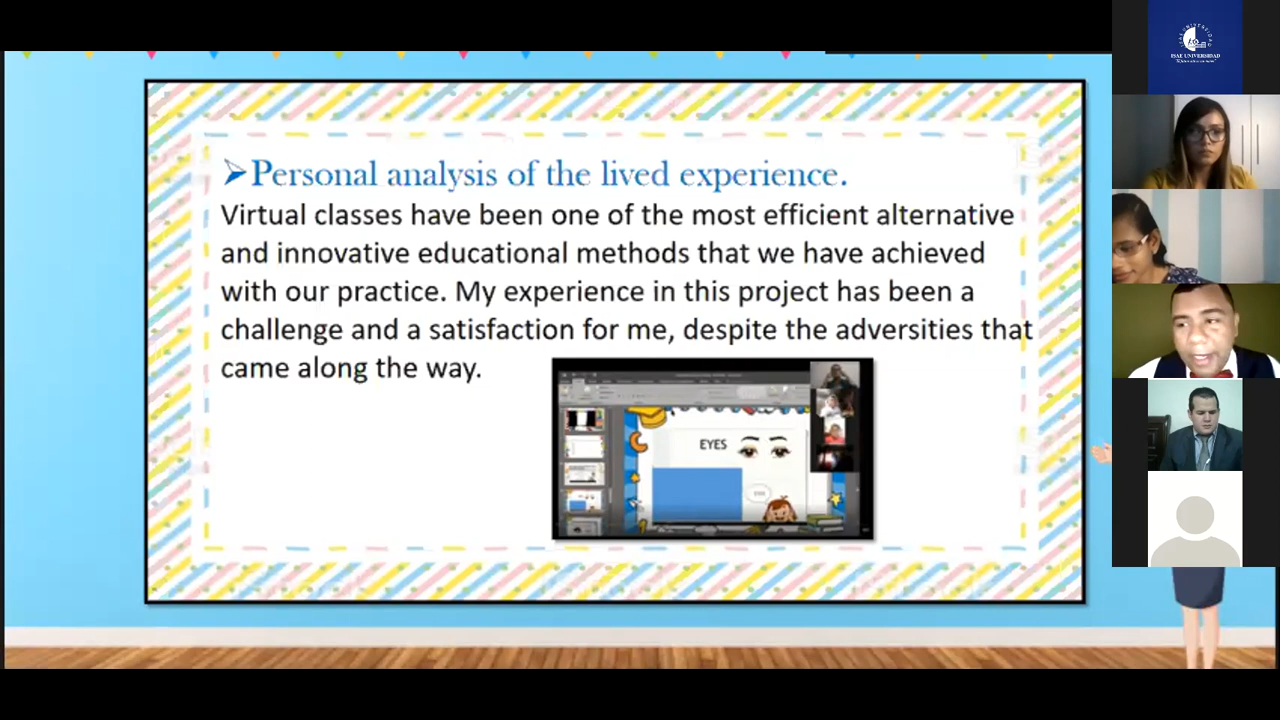 Personal analysis of the lived experience.
Virtual classes have been one of the most efficient alternative
and innovative educational methods that we have achieved
with our practice. My experience in this project has been a
challenge and a satisfaction for me, despite the adversities that
came along the way.
EYES
ISAE UNIVERSIDAD